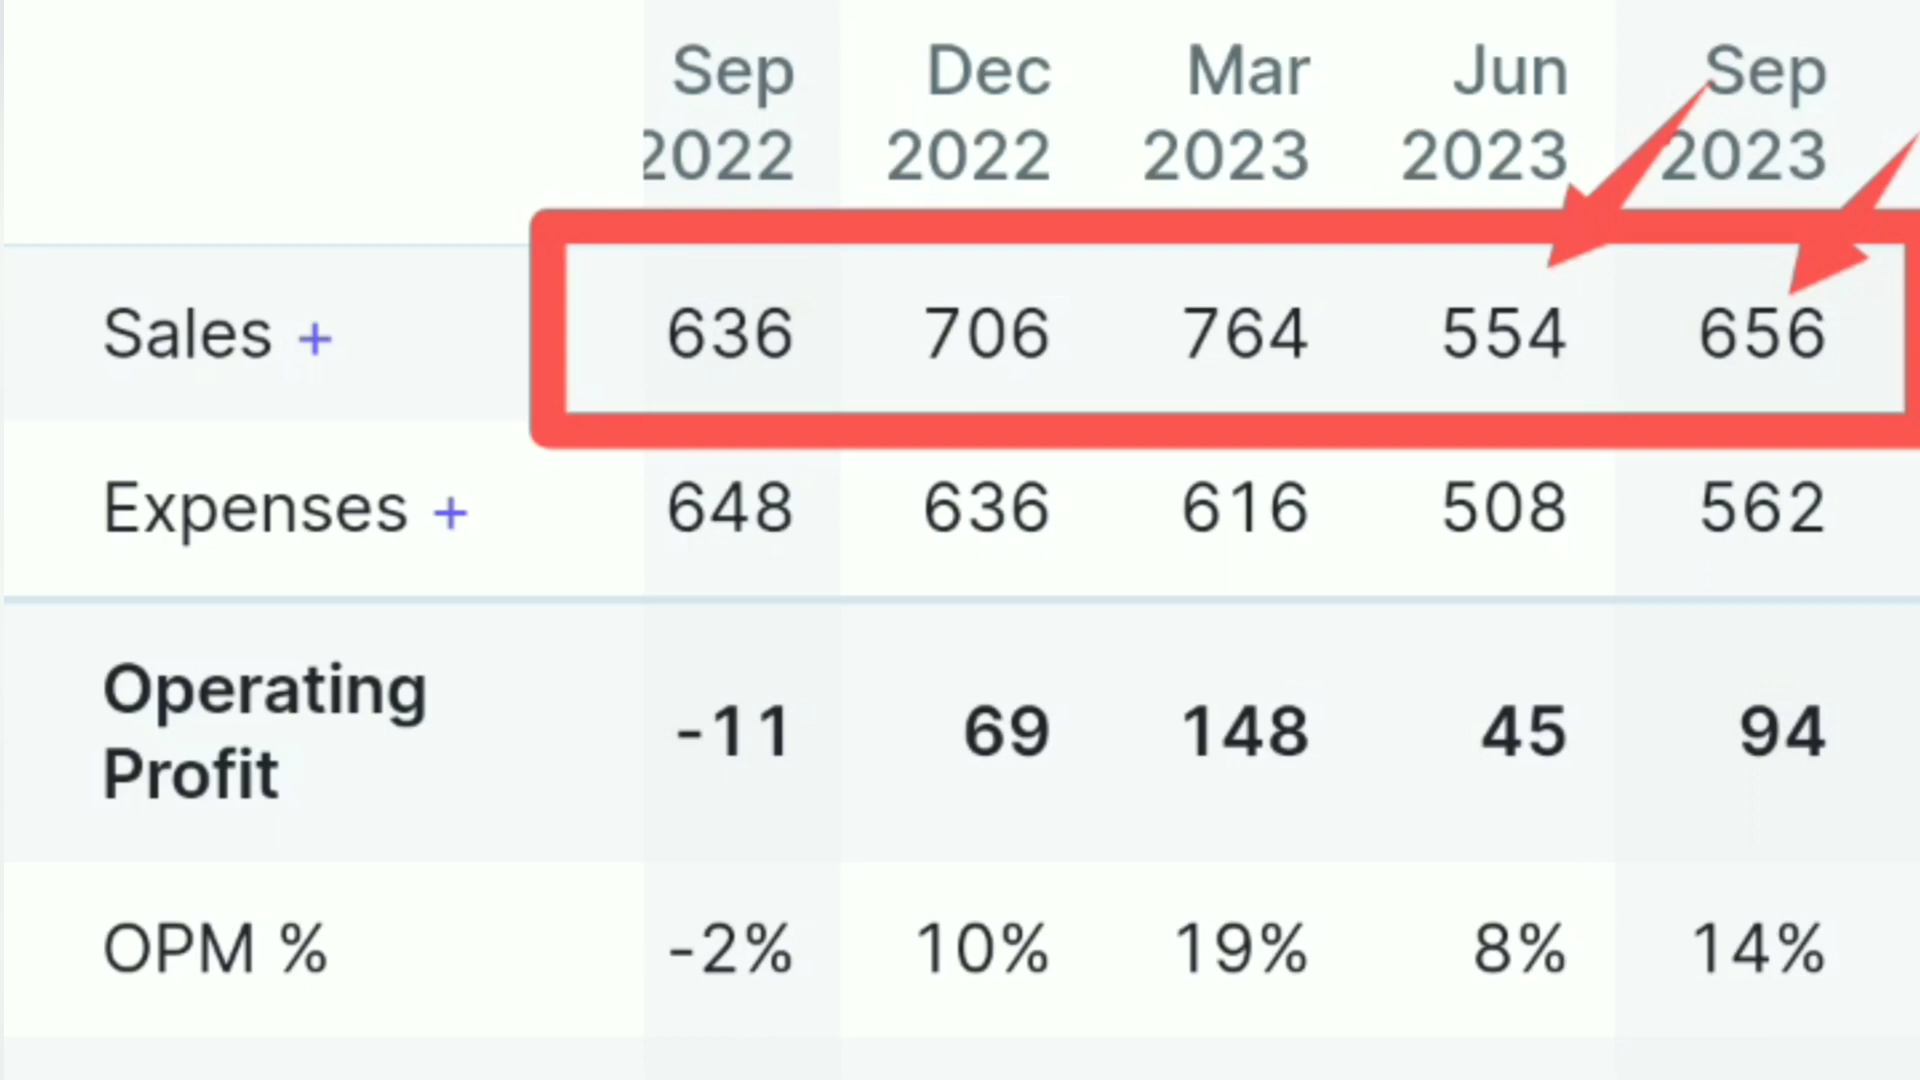 Sep Dec Mar Jun Sep
2022 2022 2023 2023 2023
Sales + 636 706 764 554 656
Expenses + 648 636 616 508 562
Operating
Profit -11 69 148 45 94
OPM % -2% 10% 19% 8% 14%